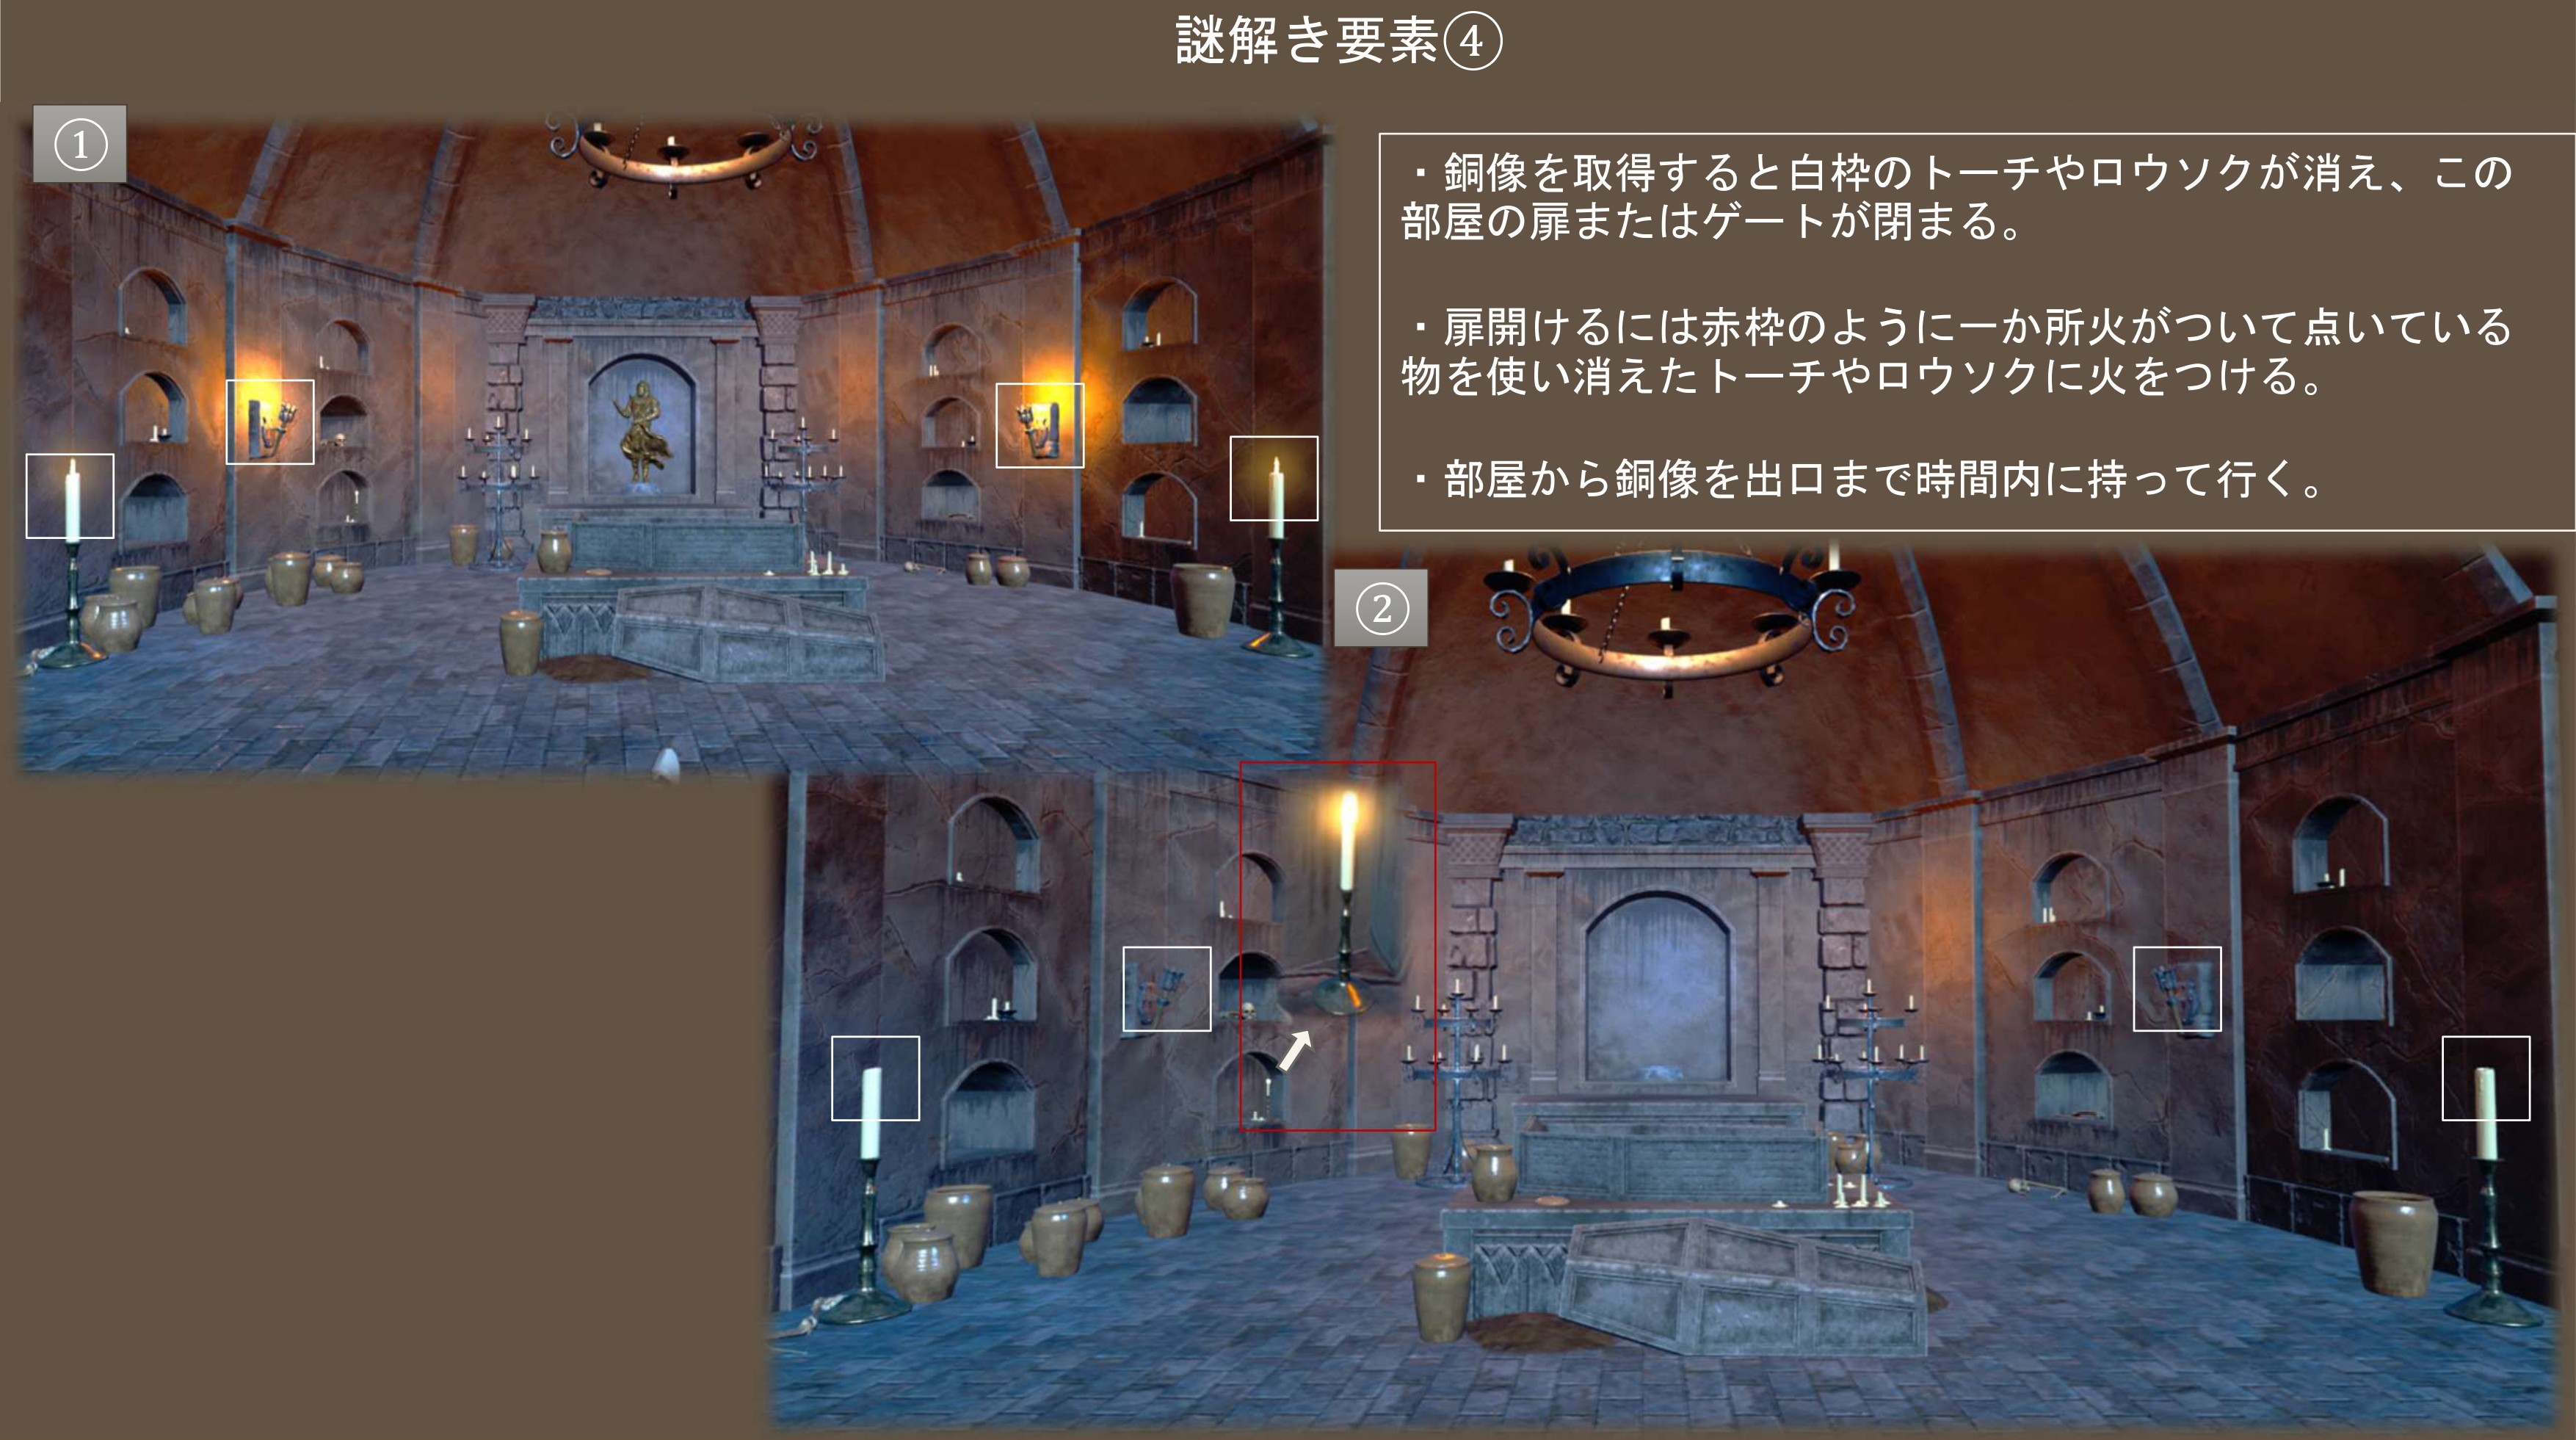 謎解き要素④
①
・銅像を取得すると白枠のトーチやロウソクが消え、この
部屋の扉またはゲートが閉まる。
・扉開けるには赤枠のように一か所火がついて点いている
物を使い消えたトーチやロウソクに火をつける。
・部屋から銅像を出口まで時間内に持って行く。
②